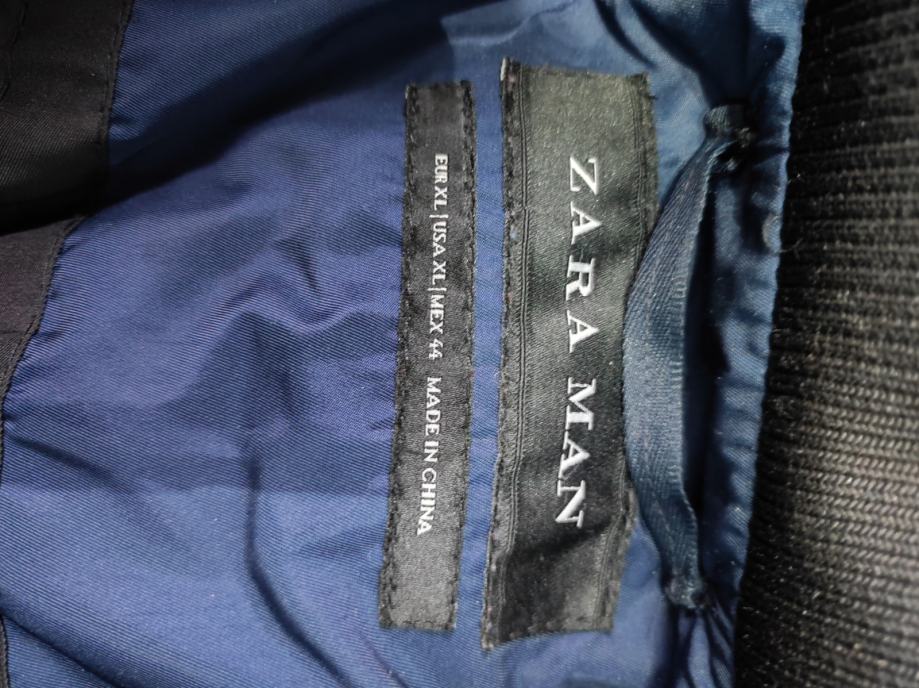 ZARA MAN
EUR XL | USA XL | MEX 44 MADE IN CHINA